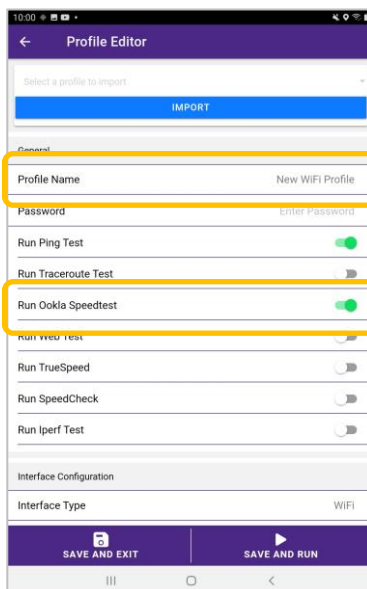 10:00
Profile Editor
Select a profile to import
IMPORT
General
Profile Name New WiFi Profile
Password Enter Password
Run Ping Test
Run Traceroute Test
Run Ookla Speedtest
Run Web Test
Run TrueSpeed
Run SpeedCheck
Run Iperf Test
Interface Configuration
Interface Type WiFi
SAVE AND EXIT SAVE AND RUN